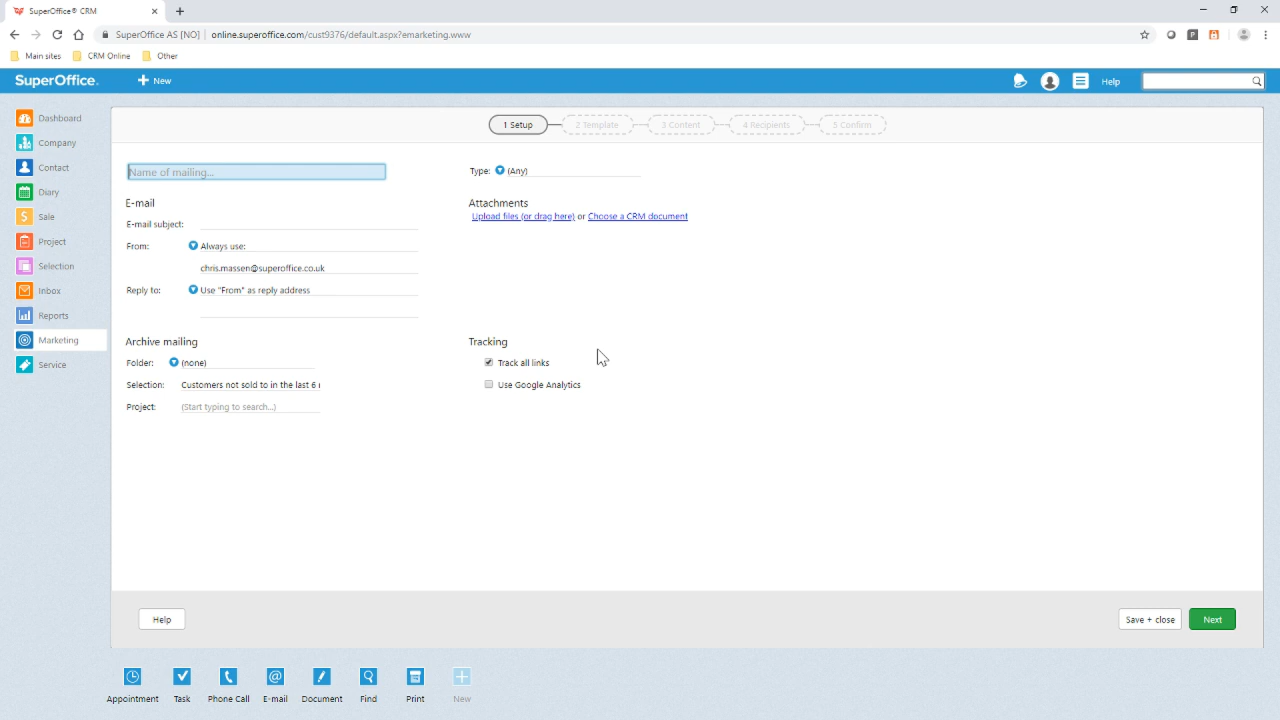 SuperOffice® CRM
SuperOffice AS [NO] | online.superoffice.com/cust9376/default.aspx?emarketing.www
Main sites CRM Online Other
SuperOffice. New Help
Dashboard
Company
Contact
Diary
Sale
Project
Selection
Inbox
Reports
Marketing
Service
1 Setup 2 Template 3 Content 4 Recipients 5 Confirm
Name of mailing... Type: (Any)
E-mail Attachments
Upload files (or drag here) or Choose a CRM document
E-mail subject:
From: Always use:
chris.massen@superoffice.co.uk
Reply to: Use "From" as reply address
Archive mailing Tracking
Folder: (none) Track all links
Selection: Customers not sold to in the last 6 Use Google Analytics
Project: (Start typing to search...)
Help Save + close Next
Appointment Task Phone Call E-mail Document Find Print New